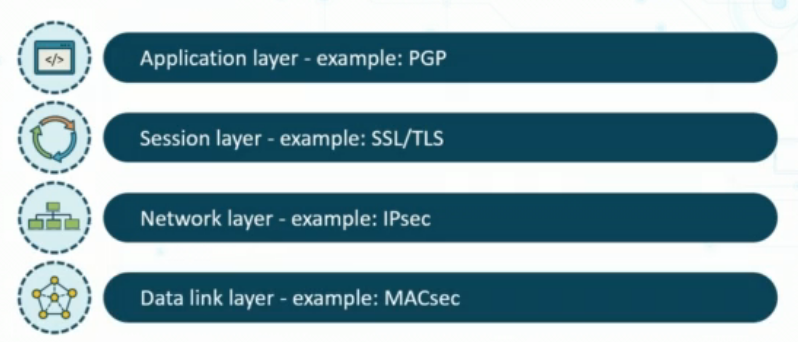 </>
Application layer - example: PGP
Session layer - example: SSL/TLS
Network layer - example: IPsec
Data link layer - example: MACsec